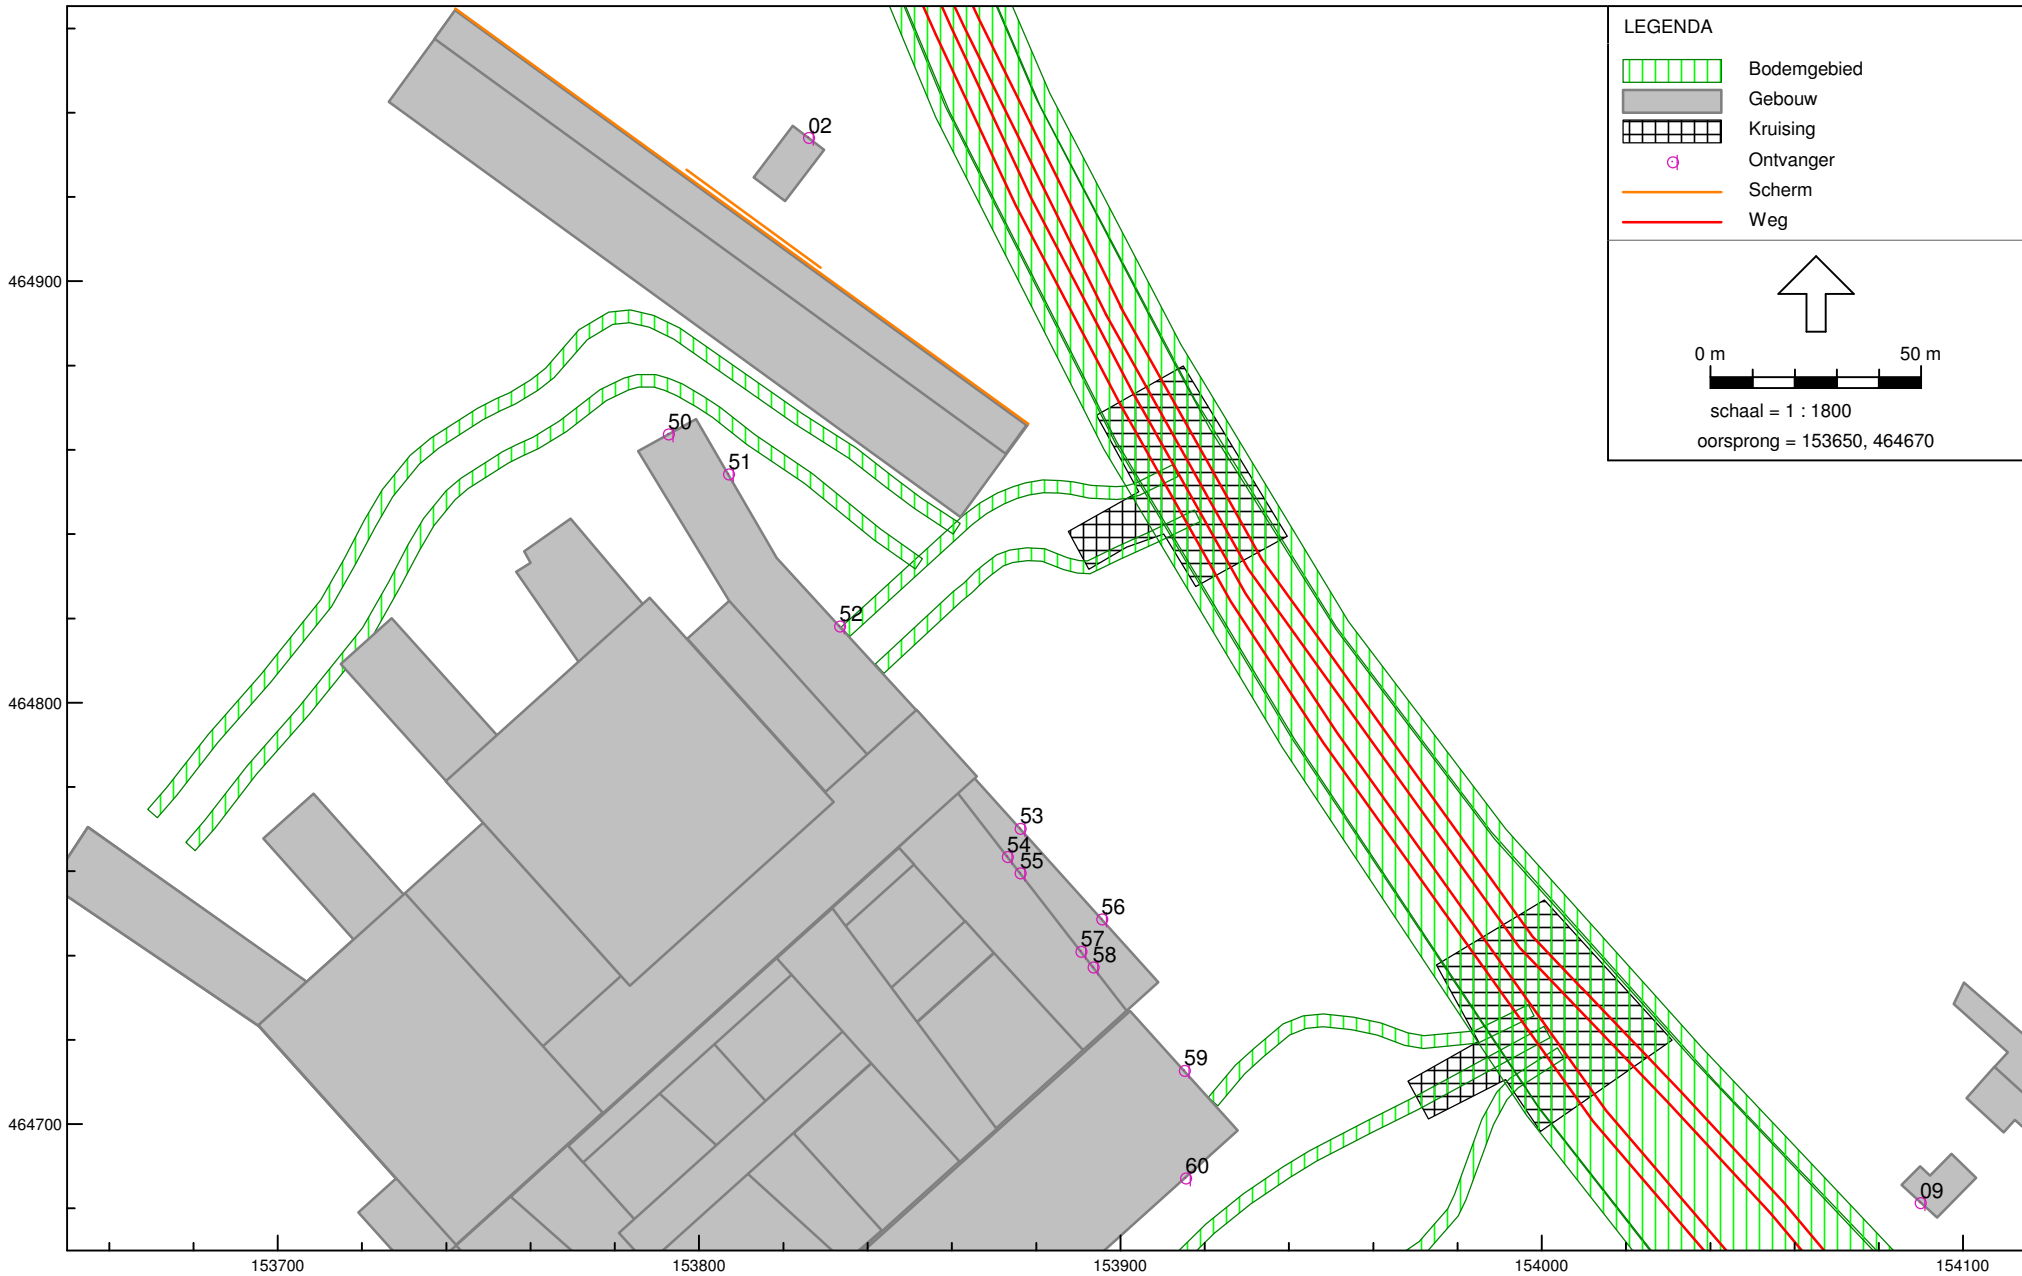 LEGENDA
Bodemgebied
Gebouw
Kruising
Ontvanger
Scherm
Weg
0 m 50 m
schaal = 1 : 1800
oorsprong = 153650, 464670
02
464900
50
51
52
464800
53
54
55
56
57
58
59
464700
60
09
153700 153800 153900 154000 154100